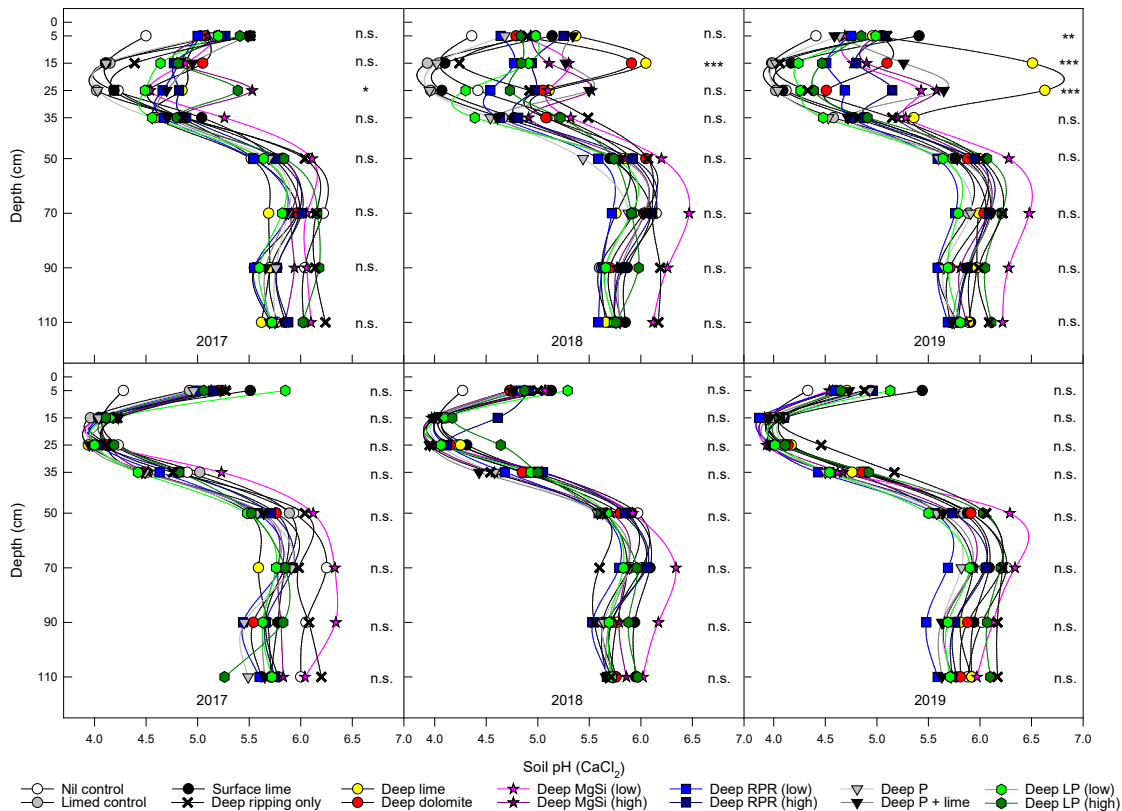 0
5
15
25
35
50
70
90
110
Depth (cm)
n.s.
n.s.
*
n.s.
n.s.
n.s.
n.s.
n.s.
2017
n.s.
***
n.s.
n.s.
n.s.
n.s.
n.s.
n.s.
2018
**
***
***
n.s.
n.s.
n.s.
n.s.
n.s.
2019
0
5
15
25
35
50
70
90
110
Depth (cm)
n.s.
n.s.
n.s.
n.s.
n.s.
n.s.
n.s.
n.s.
2017
n.s.
n.s.
n.s.
n.s.
n.s.
n.s.
n.s.
n.s.
2018
n.s.
n.s.
n.s.
n.s.
n.s.
n.s.
n.s.
n.s.
2019
4.0 4.5 5.0 5.5 6.0 6.5 7.0 4.0 4.5 5.0 5.5 6.0 6.5 7.0 4.0 4.5 5.0 5.5 6.0 6.5 7.0
Soil pH (CaCl2)
Nil control Surface lime Deep lime Deep MgSi (low) Deep RPR (low) Deep P Deep LP (low)
Limed control Deep ripping only Deep dolomite Deep MgSi (high) Deep RPR (high) Deep P + lime Deep LP (high)